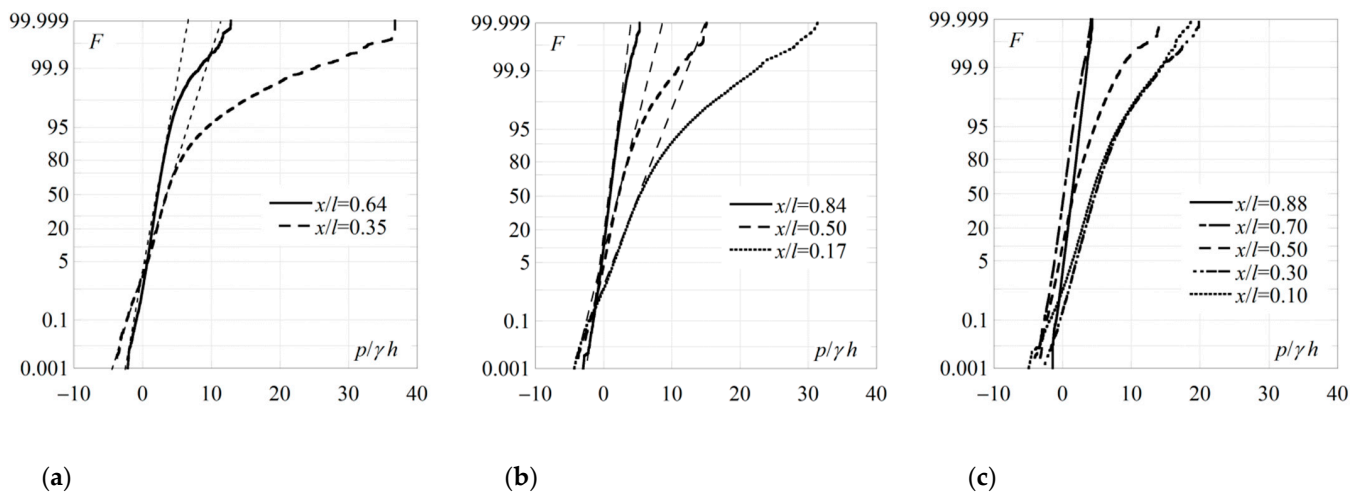 99.999
F
99.9
95
80
50
20
5
0.1
0.001
x/l=0.64
x/l=0.35
p/γ h
−10 0 10 20 30 40
(a)
99.999
F
99.9
95
80
50
20
5
0.1
0.001
x/l=0.84
x/l=0.50
x/l=0.17
p/γ h
−10 0 10 20 30 40
(b)
99.999
F
99.9
95
80
50
20
5
0.1
0.001
x/l=0.88
x/l=0.70
x/l=0.50
x/l=0.30
x/l=0.10
p/γ h
−10 0 10 20 30 40
(c)